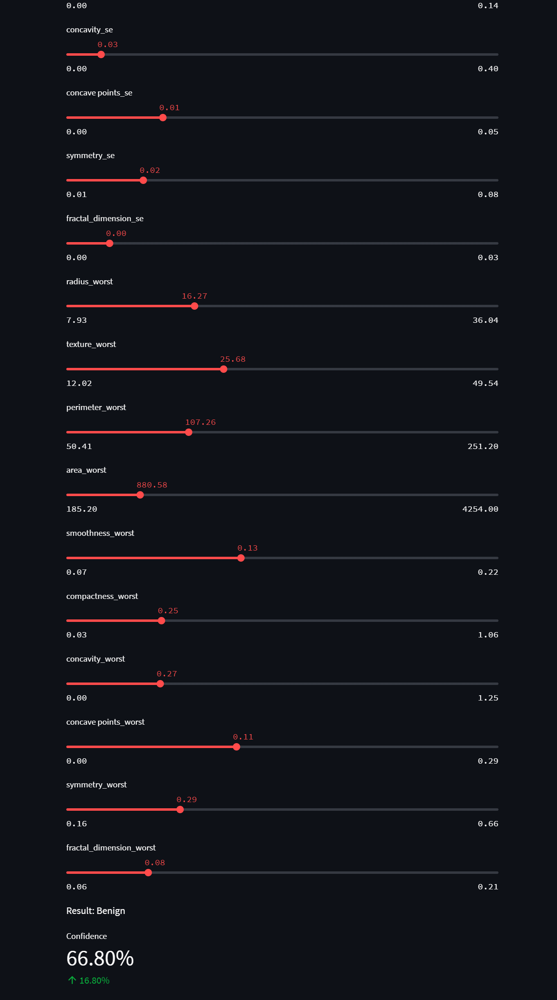 0.00 0.14
concavity_se
0.03
0.00 0.40
concave points_se
0.01
0.00 0.05
symmetry_se
0.02
0.01 0.08
fractal_dimension_se
0.00
0.00 0.03
radius_worst
16.27
7.93 36.04
texture_worst
25.68
12.02 49.54
perimeter_worst
107.26
50.41 251.20
area_worst
880.58
185.20 4254.00
smoothness_worst
0.13
0.07 0.22
compactness_worst
0.25
0.03 1.06
concavity_worst
0.27
0.00 1.25
concave points_worst
0.11
0.00 0.29
symmetry_worst
0.29
0.16 0.66
fractal_dimension_worst
0.08
0.06 0.21
Result: Benign
Confidence
66.80%
↑ 16.80%